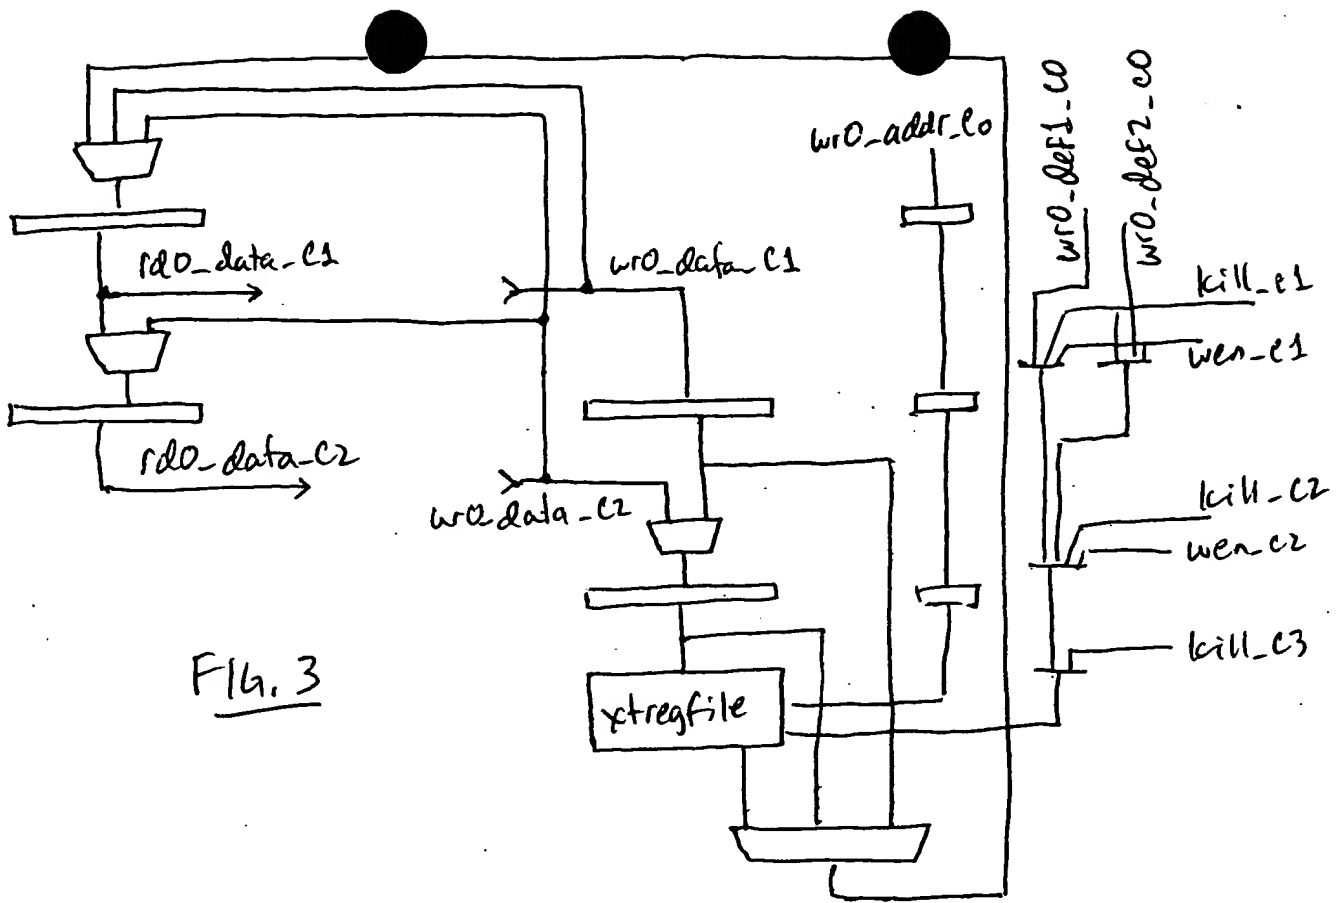 wr0_addr_c0
wr0_def1_c0
wr0_def2_c0
rd0_data_c1
wr0_data_c1
kill_c1
wen_c1
rd0_data_c2
wr0_data_c2
kill_c2
wen_c2
kill_c3
FIG. 3
xtregfile